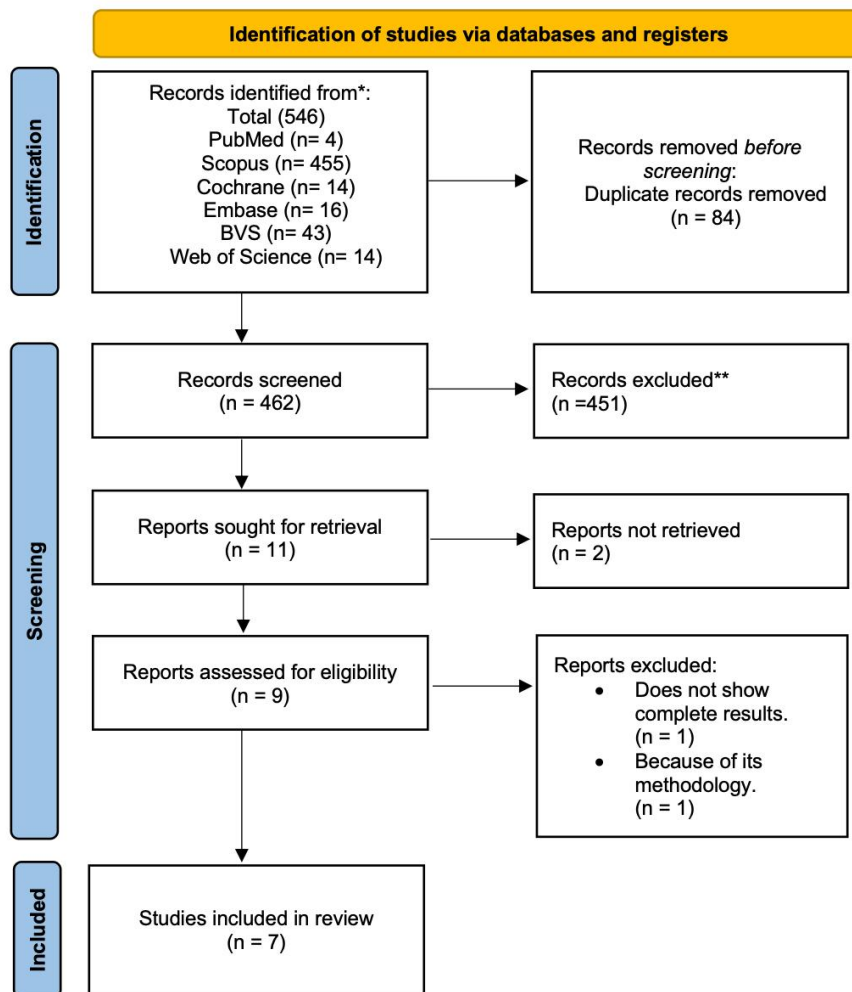 Identification of studies via databases and registers
Identification
Records identified from*:
Total (546)
PubMed (n= 4)
Scopus (n= 455)
Cochrane (n= 14)
Embase (n= 16)
BVS (n= 43)
Web of Science (n= 14)
Records removed before
screening:
Duplicate records removed
(n = 84)
Screening
Records screened
(n = 462)
Records excluded**
(n =451)
Reports sought for retrieval
(n = 11)
Reports not retrieved
(n = 2)
Reports assessed for eligibility
(n = 9)
Reports excluded:
• Does not show
complete results.
(n = 1)
• Because of its
methodology.
(n = 1)
Included
Studies included in review
(n = 7)